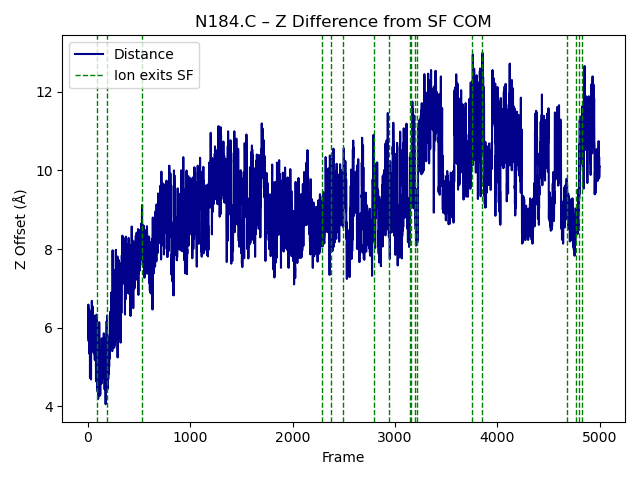 N184.C – Z Difference from SF COM
Distance
Ion exits SF
Z Offset (Å)
12
10
8
6
4
0
1000
2000
3000
4000
5000
Frame